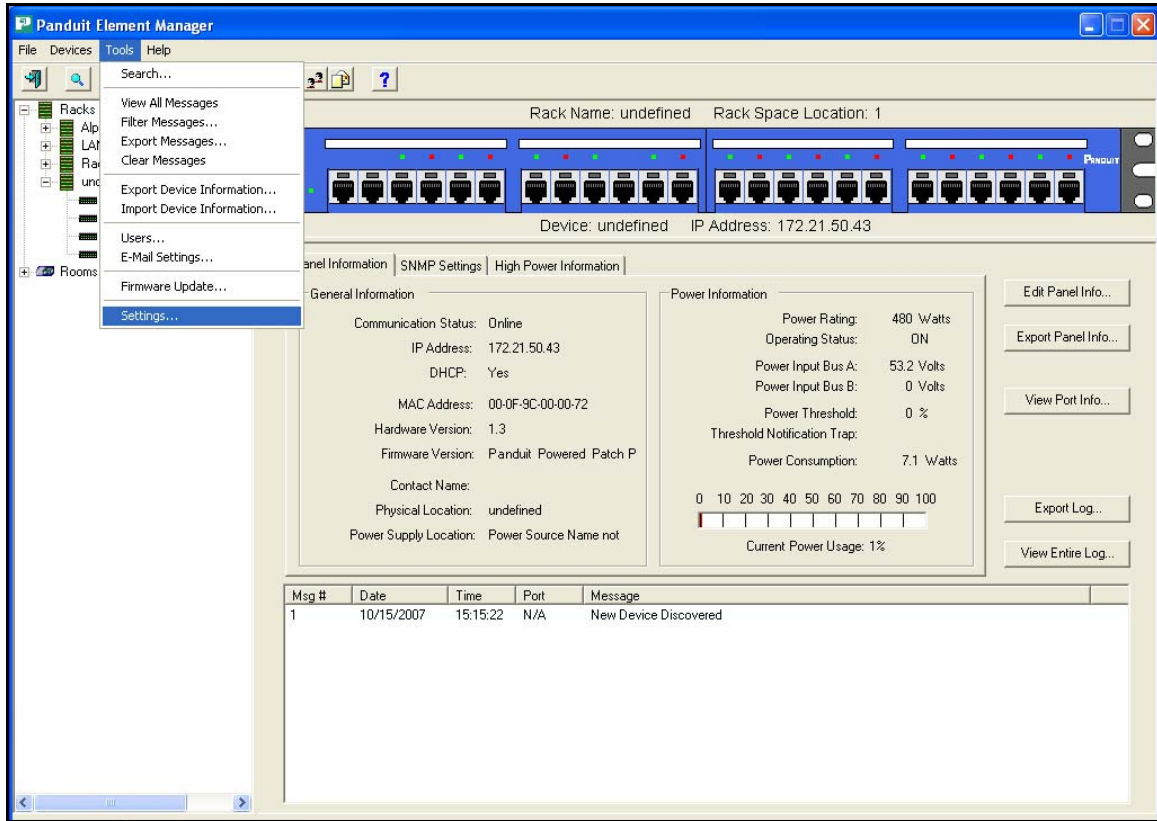 Panduit Element Manager
File Devices Tools Help
Search...
View All Messages
Filter Messages...
Export Messages...
Clear Messages
Export Device Information...
Import Device Information...
Users...
E-Mail Settings...
Firmware Update...
Settings...
Racks
Alp
LAN
Ra
und
Rooms
Rack Name: undefined Rack Space Location: 1
PANDUIT
Device: undefined IP Address: 172.21.50.43
anel Information SNMP Settings High Power Information
General Information
Communication Status: Online
IP Address: 172.21.50.43
DHCP: Yes
MAC Address: 00-0F-9C-00-00-72
Hardware Version: 1.3
Firmware Version: Panduit Powered Patch P
Contact Name:
Physical Location: undefined
Power Supply Location: Power Source Name not
Power Information
Power Rating: 480 Watts
Operating Status: ON
Power Input Bus A: 53.2 Volts
Power Input Bus B: 0 Volts
Power Threshold: 0 %
Threshold Notification Trap:
Power Consumption: 7.1 Watts
0 10 20 30 40 50 60 70 80 90 100
Current Power Usage: 1%
Edit Panel Info...
Export Panel Info...
View Port Info...
Export Log...
View Entire Log...
Msg # Date Time Port Message
1 10/15/2007 15:15:22 N/A New Device Discovered